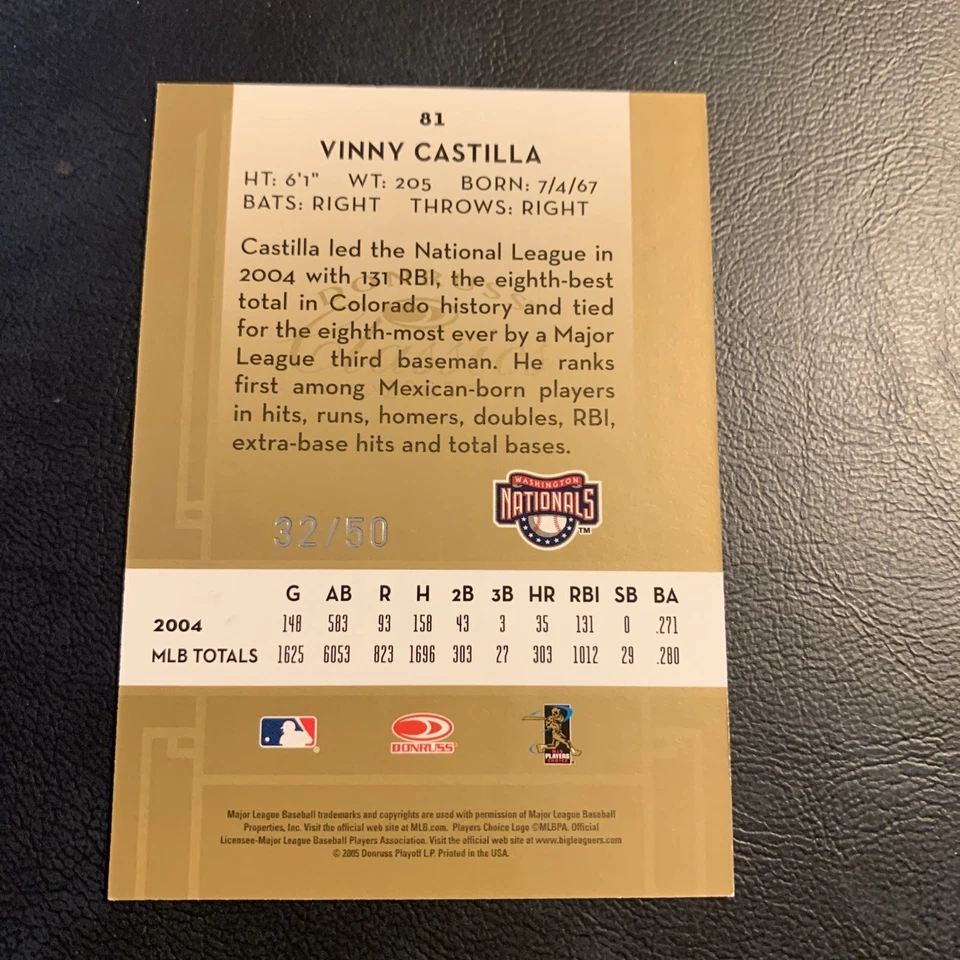 81
VINNY CASTILLA
HT: 6'1" WT: 205 BORN: 7/4/67
BATS: RIGHT THROWS: RIGHT
Castilla led the National League in
2004 with 131 RBI, the eighth-best
total in Colorado history and tied
for the eighth-most ever by a Major
League third baseman. He ranks
first among Mexican-born players
in hits, runs, homers, doubles, RBI,
extra-base hits and total bases.
DONRUSS
Classics
WASHINGTON
NATIONALS
TM
32/50
G AB R H 2B 3B HR RBI SB BA
2004 148 583 93 158 43 3 35 131 0 .271
MLB TOTALS 1625 6053 823 1696 303 27 303 1012 29 .280
DONRUSS
PLAYERS
CHOICE
Major League Baseball trademarks and copyrights are used with permission of Major League Baseball
Properties, Inc. Visit the official web site at MLB.com. Players Choice Logo ©MLBPA, Official
Licensee-Major League Baseball Players Association. Visit the official web site at www.bigleaguers.com
© 2005 Donruss Playoff L.P. Printed in the USA.